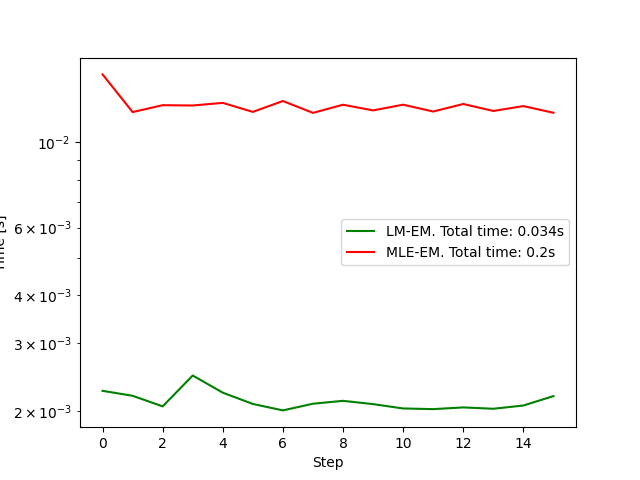 10⁻²
6 × 10⁻³
4 × 10⁻³
3 × 10⁻³
2 × 10⁻³
Time [s]
LM-EM. Total time: 0.034s
MLE-EM. Total time: 0.2s
0 2 4 6 8 10 12 14
Step